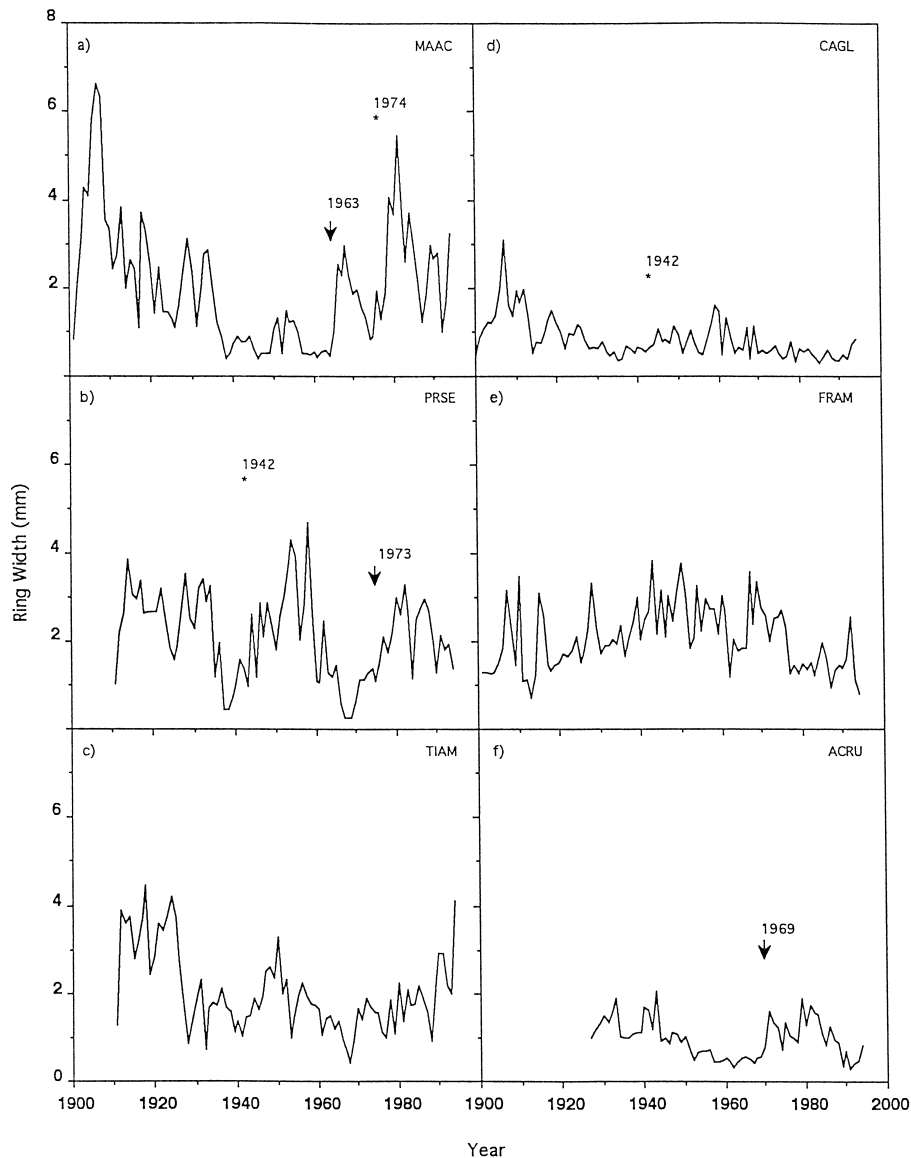 8
a) MAAC
d) CAGL
6
* 1974
4
1963
* 1942
2
b) PRSE
e) FRAM
6
1942
*
4
1973
2
Ring Width (mm)
c) TIAM
f) ACRU
6
4
1969
2
0
1900 1920 1940 1960 1980 1900 1920 1940 1960 1980 2000
Year